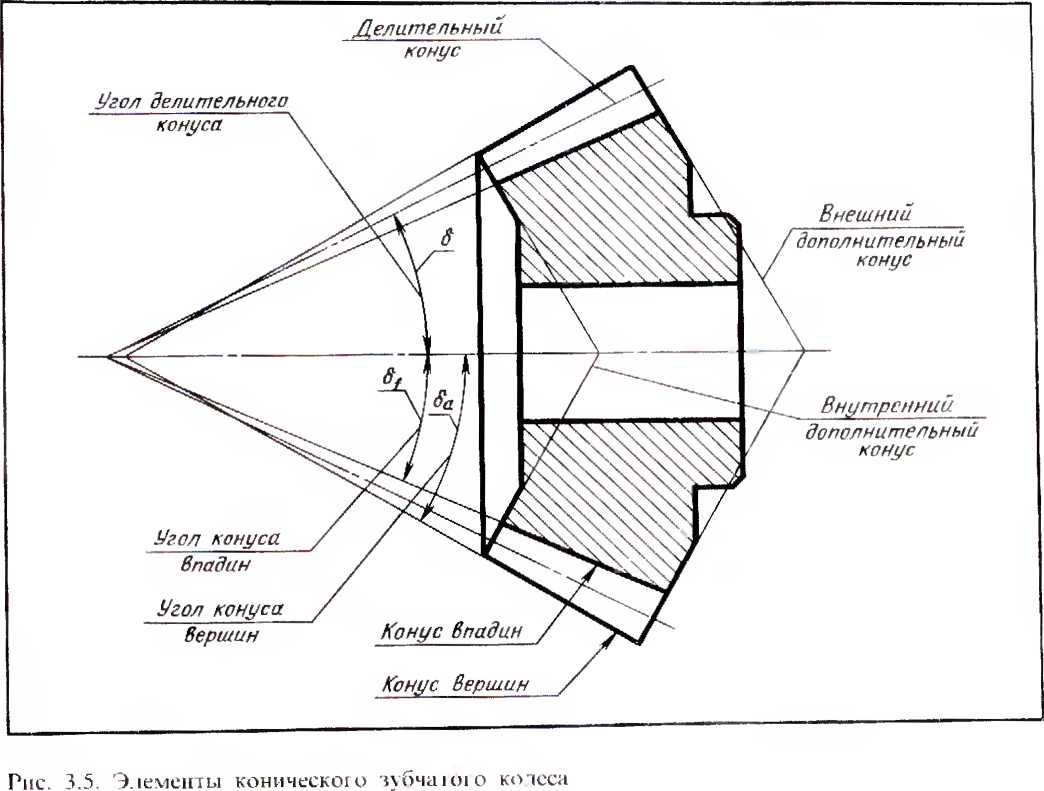 Делительный
конус
Угол делительного
конуса
δ
Внешний
дополнительный
конус
δf
δa
Внутренний
дополнительный
конус
Угол конуса
впадин
Угол конуса
вершин
Конус впадин
Конус вершин
Рис. 3.5. Элементы конического зубчатого колеса